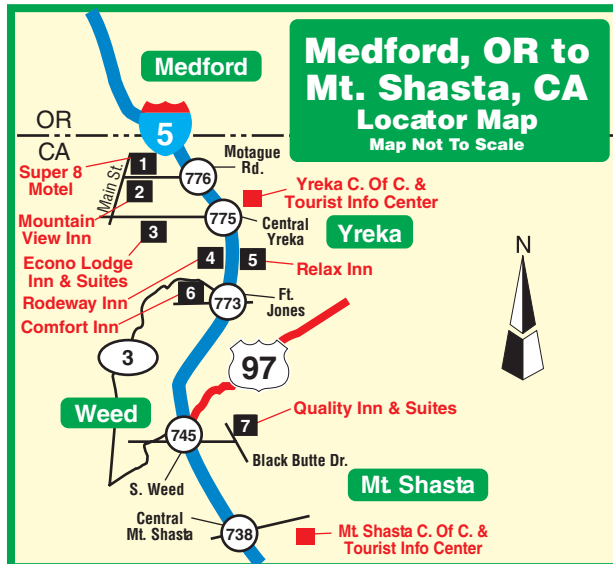 Medford, OR to
Mt. Shasta, CA
Locator Map
Map Not To Scale
Medford
OR
CA
5
Super 8
Motel
1
Main St.
2
776
Motague
Rd.
Yreka C. Of C. &
Tourist Info Center
Mountain
View Inn
775
Central
Yreka
Yreka
3
Econo Lodge
Inn & Suites
4
5
Relax Inn
N
Rodeway Inn
6
Comfort Inn
773
Ft.
Jones
3
97
Weed
Quality Inn & Suites
7
745
Black Butte Dr.
S. Weed
Mt. Shasta
Central
Mt. Shasta
738
Mt. Shasta C. Of C. &
Tourist Info Center